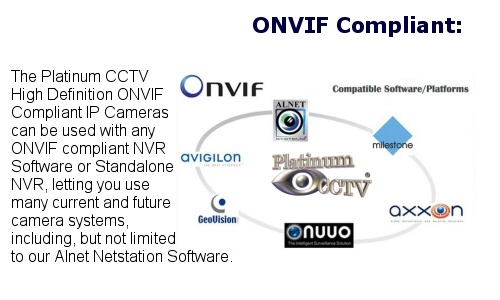 ONVIF Compliant:
The Platinum CCTV
High Definition ONVIF
Compliant IP Cameras
can be used with any
ONVIF compliant NVR
Software or Standalone
NVR, letting you use
many current and future
camera systems,
including, but not limited
to our Alnet Netstation Software.
ONVIF
Compatible Software/Platforms
ALNET
SYSTEMS
milestone
AVIGILON
Platinum
CCTV
GeoVision
axxon
nuuo
The Intelligent Surveillance Solution